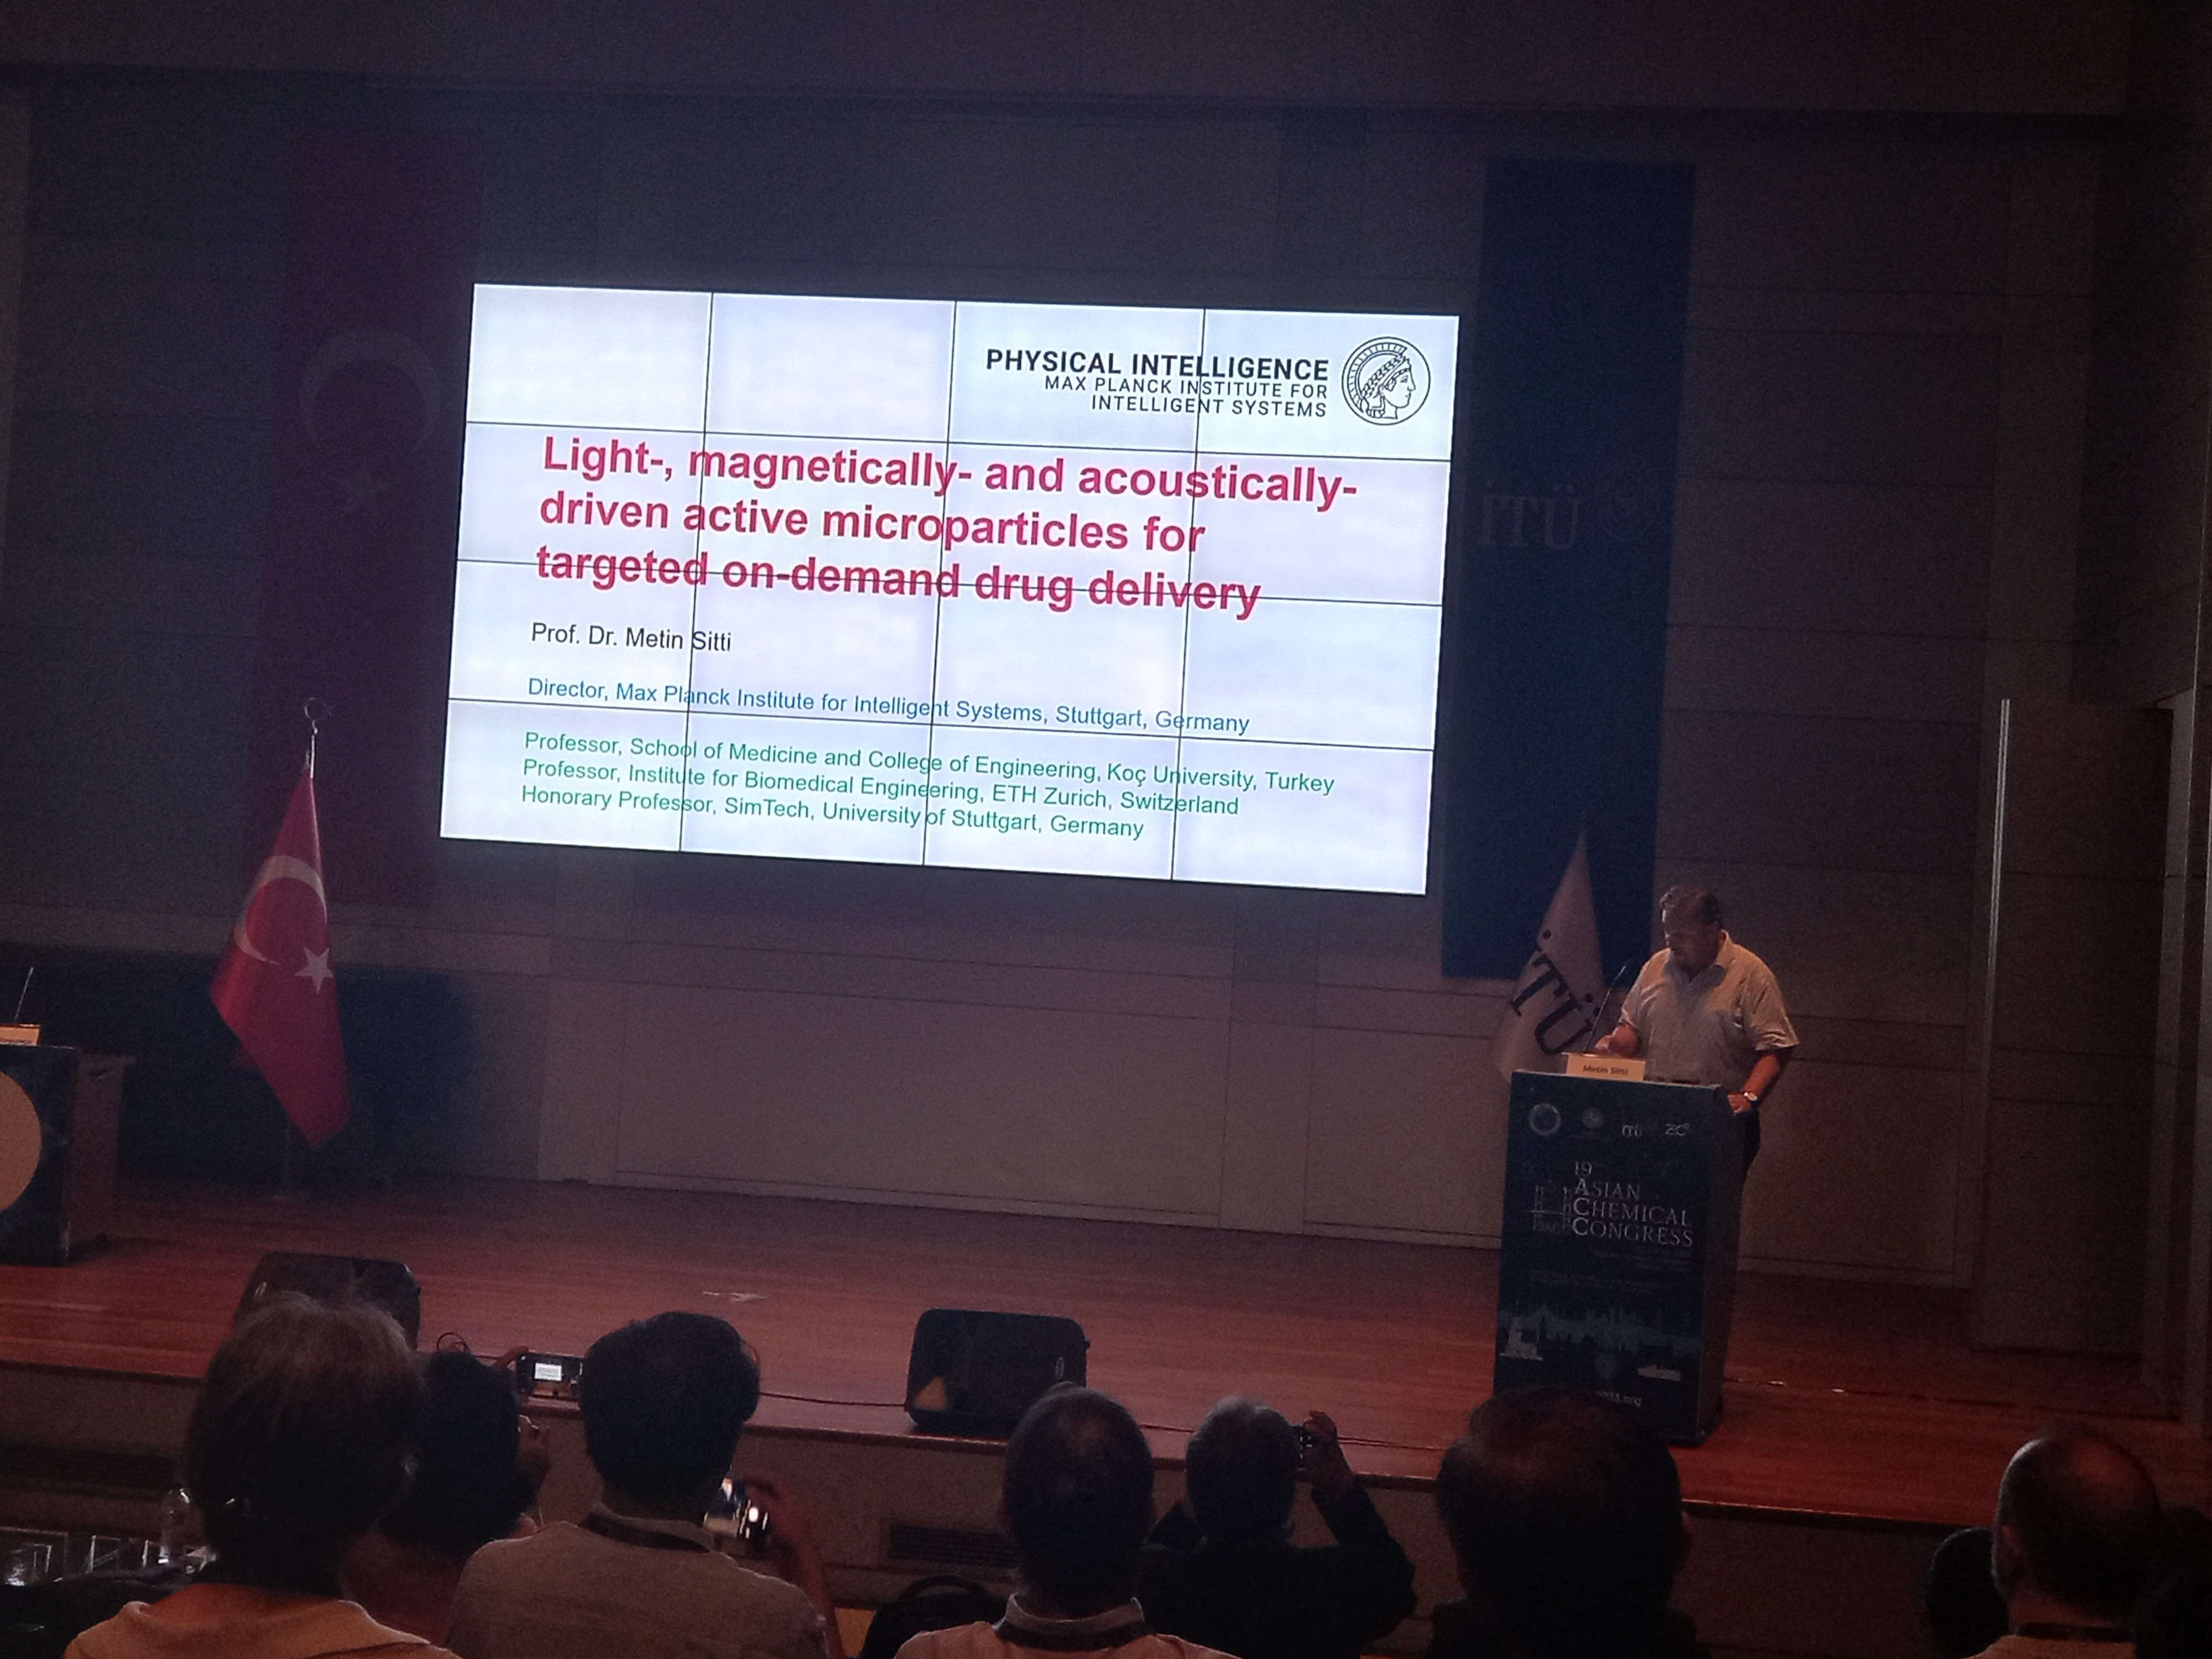 PHYSICAL INTELLIGENCE
MAX PLANCK INSTITUTE FOR
INTELLIGENT SYSTEMS
Light-, magnetically- and acoustically-
driven active microparticles for
targeted on-demand drug delivery
Prof. Dr. Metin Sitti
Director, Max Planck Institute for Intelligent Systems, Stuttgart, Germany
Professor, School of Medicine and College of Engineering, Koç University, Turkey
Professor, Institute for Biomedical Engineering, ETH Zurich, Switzerland
Honorary Professor, SimTech, University of Stuttgart, Germany
İTÜ
İTÜ
Metin Sitti
İTÜ
19
ASIAN
CHEMICAL
CONGRESS